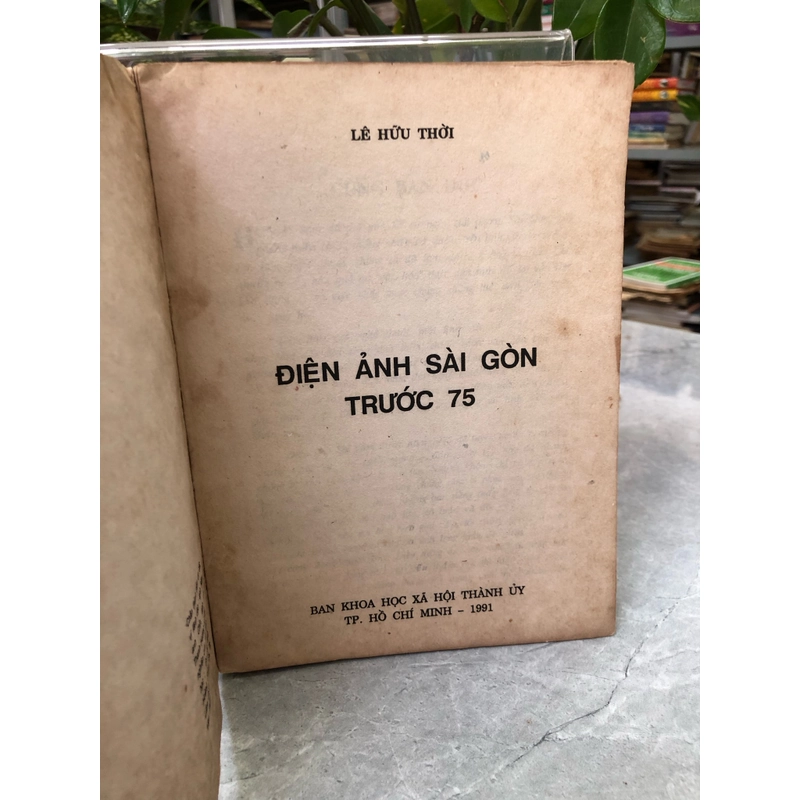 LÊ HỮU THỜI
ĐIỆN ẢNH SÀI GÒN
TRƯỚC 75
BAN KHOA HỌC XÃ HỘI THÀNH ỦY
TP. HỒ CHÍ MINH - 1991